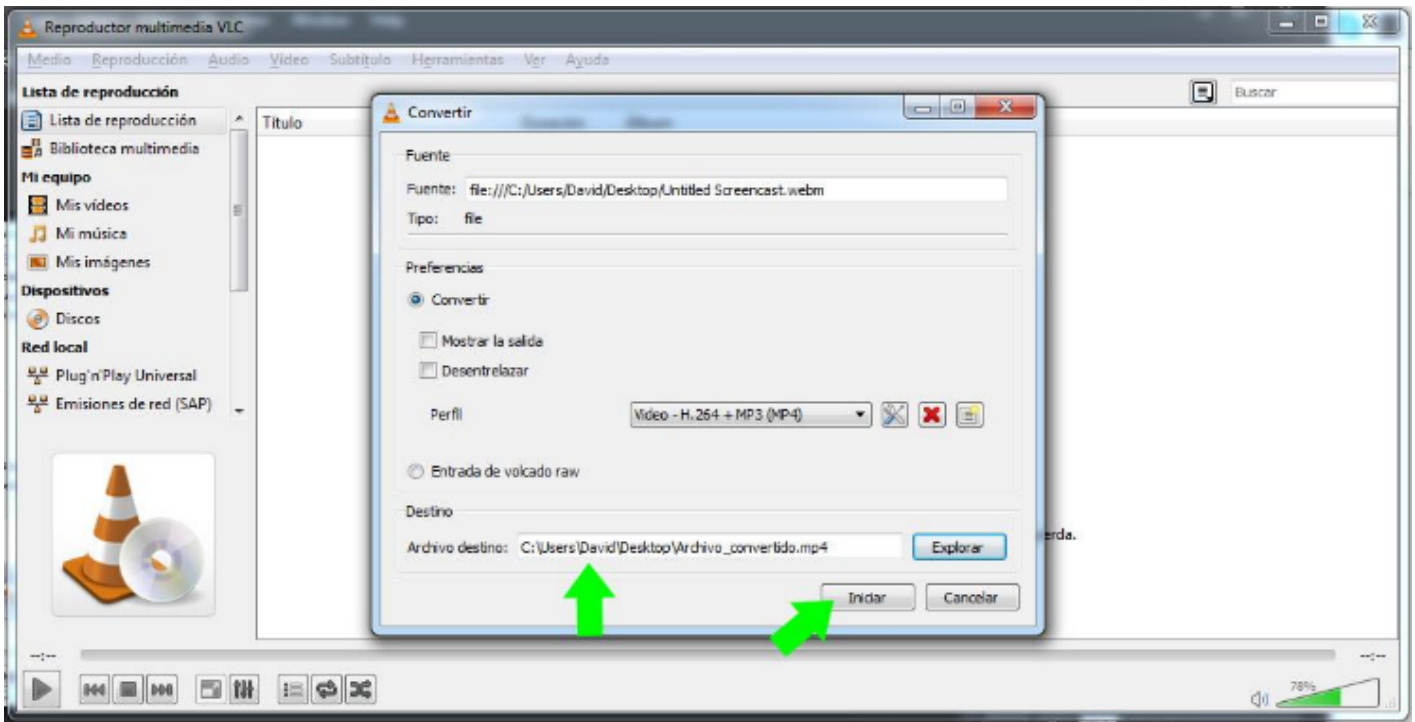 Reproductor multimedia VLC
Medio Reproducción Audio Vídeo Subtítulo Herramientas Ver Ayuda
Lista de reproducción
Buscar
Lista de reproducción
Título
Biblioteca multimedia
Mi equipo
Mis vídeos
Mi música
Mis imágenes
Dispositivos
Discos
Red local
Plug'n'Play Universal
Emisiones de red (SAP)
Convertir
Fuente
Fuente: file:///C:/Users/David/Desktop/Untitled Screencast.webm
Tipo: file
Preferencias
Convertir
Mostrar la salida
Desentrelazar
Perfil
Video - H.264 + MP3 (MP4)
Entrada de volcado raw
Destino
Archivo destino: C:\Users\David\Desktop\Archivo_convertido.mp4
Explorar
erda.
Iniciar
Cancelar
--:--
--:--
78%